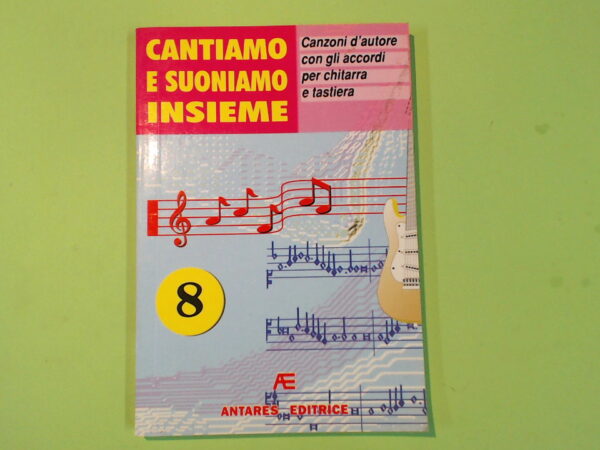 CANTIAMO
E SUONIAMO
INSIEME
Canzoni d'autore
con gli accordi
per chitarra
e tastiera
8
Æ
ANTARES EDITRICE